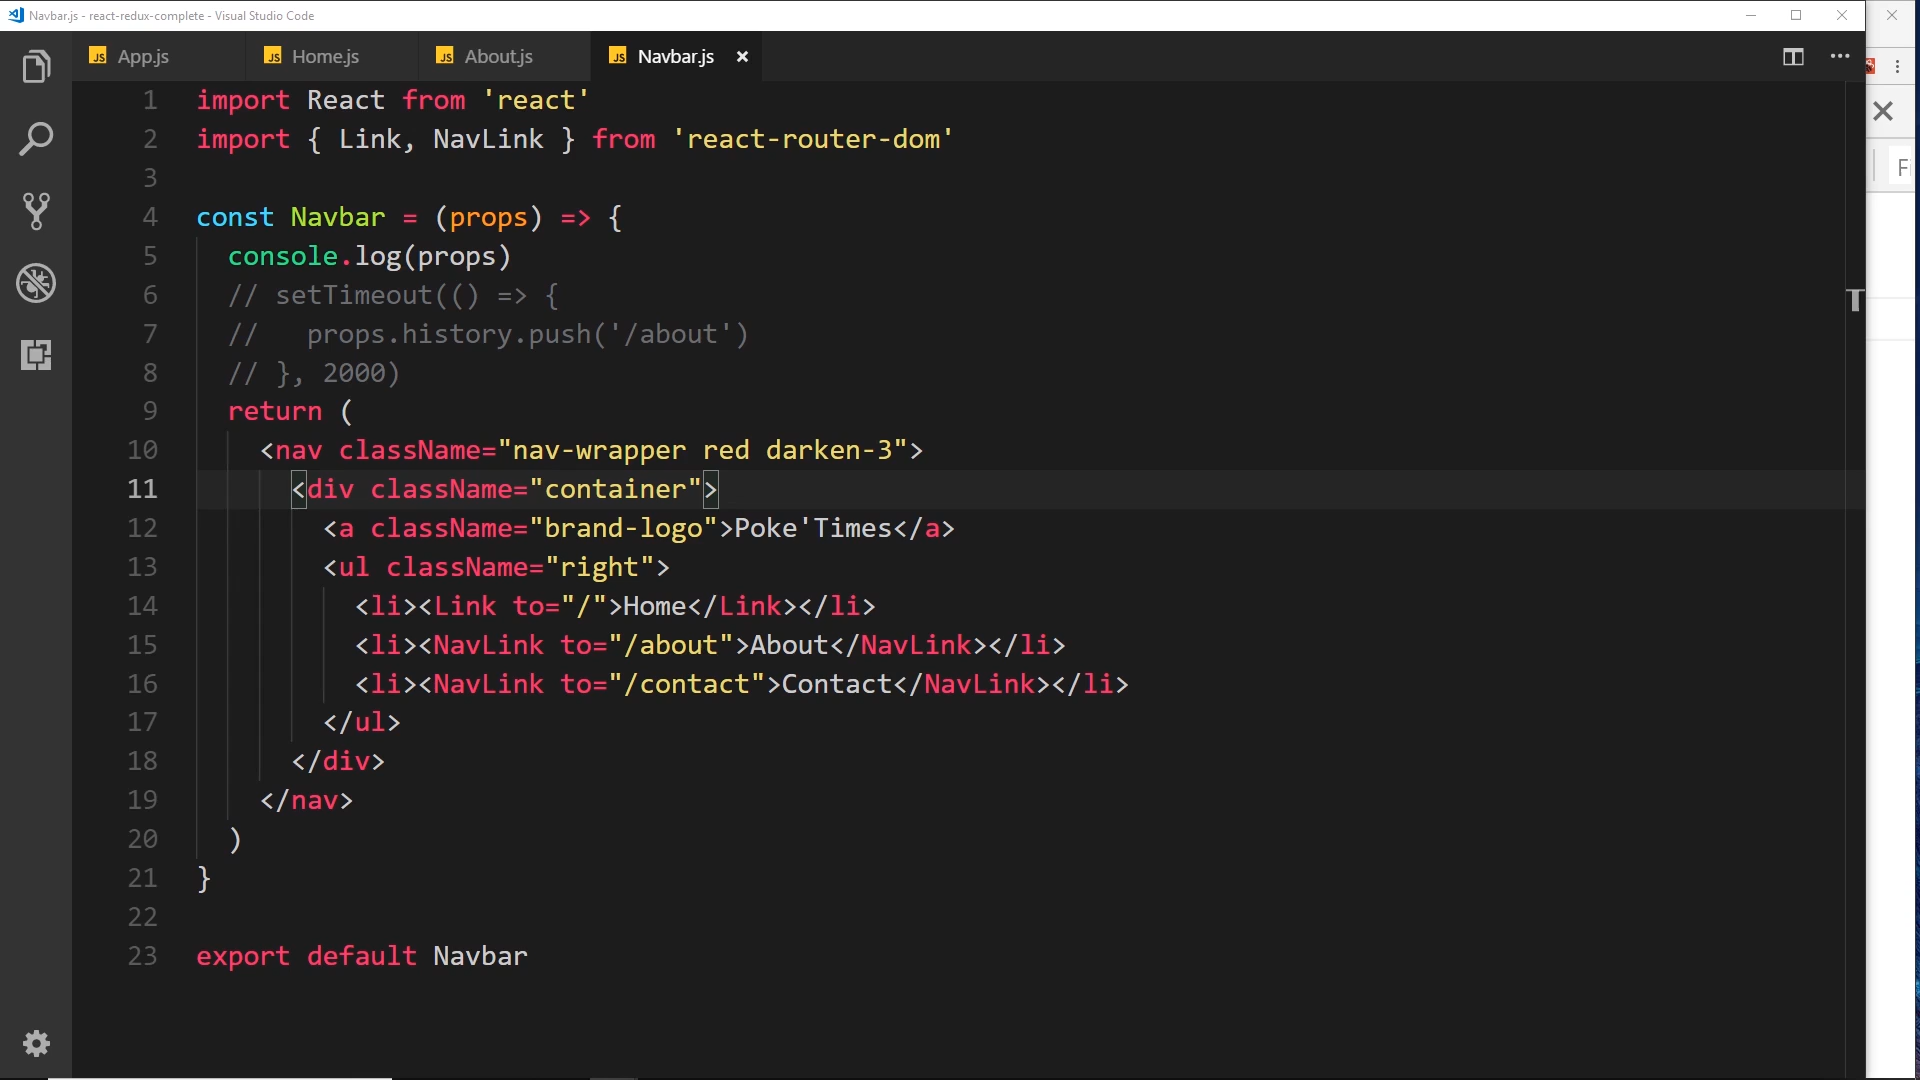 Navbar.js - react-redux-complete - Visual Studio Code
JS App.js
JS Home.js
JS About.js
JS Navbar.js
1 import React from 'react'
2 import { Link, NavLink } from 'react-router-dom'
3
4 const Navbar = (props) => {
5 console.log(props)
6 // setTimeout(() => {
7 //   props.history.push('/about')
8 // }, 2000)
9 return (
10 <nav className="nav-wrapper red darken-3">
11 <div className="container">
12 <a className="brand-logo">Poke'Times</a>
13 <ul className="right">
14 <li><Link to="/">Home</Link></li>
15 <li><NavLink to="/about">About</NavLink></li>
16 <li><NavLink to="/contact">Contact</NavLink></li>
17 </ul>
18 </div>
19 </nav>
20 )
21 }
22
23 export default Navbar